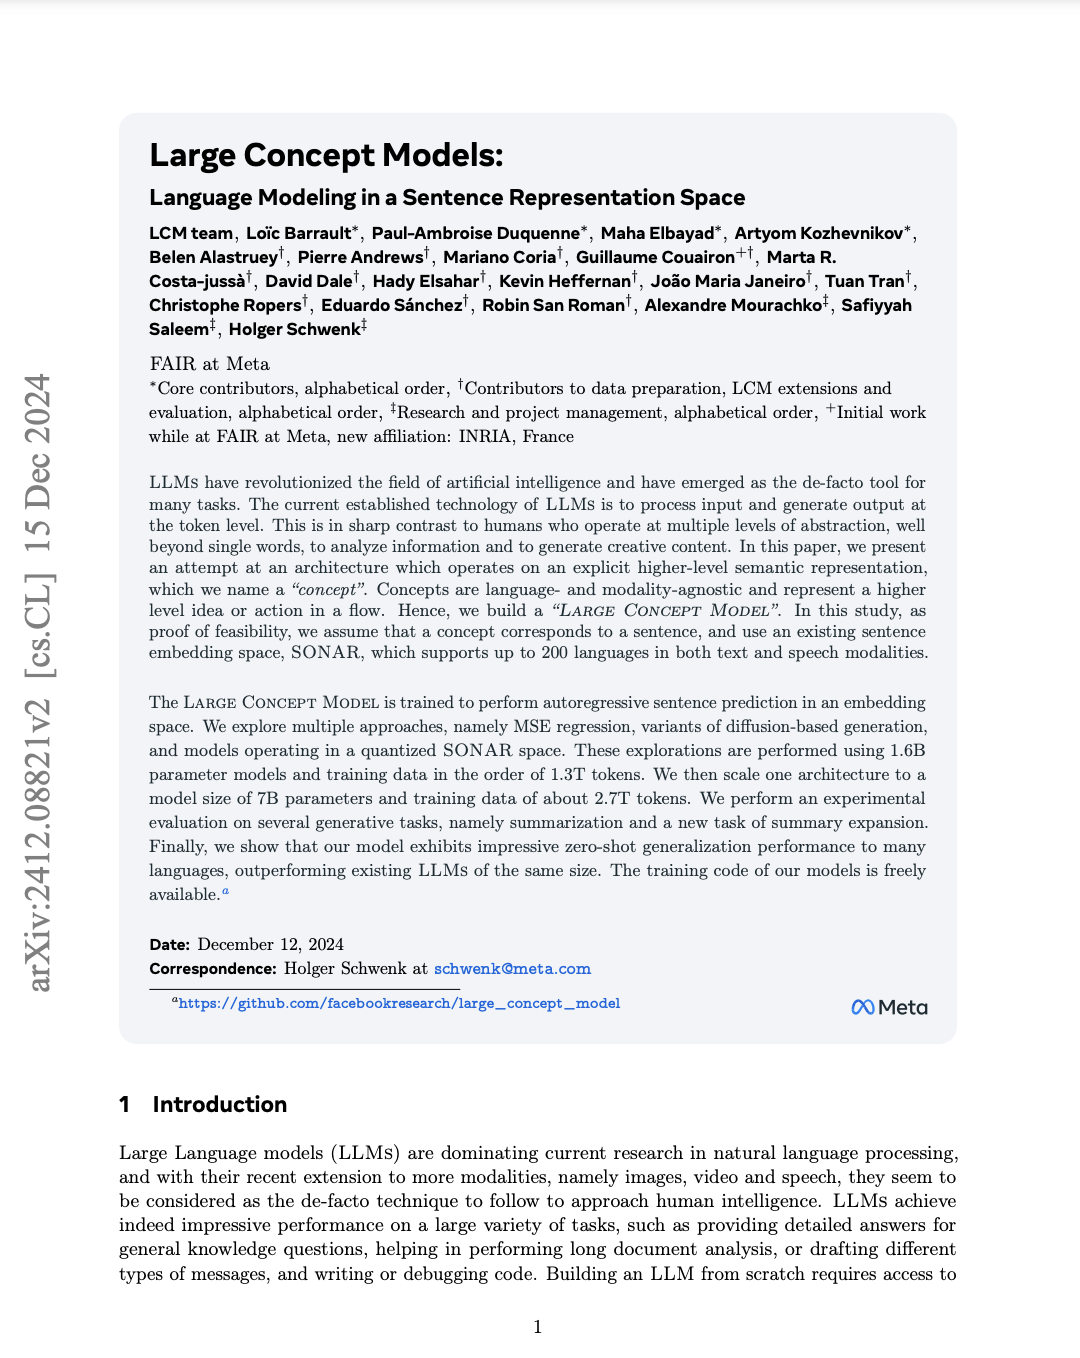 Large Concept Models:
Language Modeling in a Sentence Representation Space
LCM team, Loïc Barrault*, Paul-Ambroise Duquenne*, Maha Elbayad*, Artyom Kozhevnikov*,
Belen Alastruey†, Pierre Andrews†, Mariano Coria†, Guillaume Couairon+†, Marta R.
Costa-jussà†, David Dale†, Hady Elsahar†, Kevin Heffernan†, João Maria Janeiro†, Tuan Tran†,
Christophe Ropers†, Eduardo Sánchez†, Robin San Roman†, Alexandre Mourachko‡, Safiyyah
Saleem‡, Holger Schwenk‡
FAIR at Meta
*Core contributors, alphabetical order, †Contributors to data preparation, LCM extensions and
evaluation, alphabetical order, ‡Research and project management, alphabetical order, +Initial work
while at FAIR at Meta, new affiliation: INRIA, France
LLMs have revolutionized the field of artificial intelligence and have emerged as the de-facto tool for
many tasks. The current established technology of LLMs is to process input and generate output at
the token level. This is in sharp contrast to humans who operate at multiple levels of abstraction, well
beyond single words, to analyze information and to generate creative content. In this paper, we present
an attempt at an architecture which operates on an explicit higher-level semantic representation,
which we name a “concept”. Concepts are language- and modality-agnostic and represent a higher
level idea or action in a flow. Hence, we build a “Large Concept Model”. In this study, as
proof of feasibility, we assume that a concept corresponds to a sentence, and use an existing sentence
embedding space, SONAR, which supports up to 200 languages in both text and speech modalities.
The Large Concept Model is trained to perform autoregressive sentence prediction in an embedding
space. We explore multiple approaches, namely MSE regression, variants of diffusion-based generation,
and models operating in a quantized SONAR space. These explorations are performed using 1.6B
parameter models and training data in the order of 1.3T tokens. We then scale one architecture to a
model size of 7B parameters and training data of about 2.7T tokens. We perform an experimental
evaluation on several generative tasks, namely summarization and a new task of summary expansion.
Finally, we show that our model exhibits impressive zero-shot generalization performance to many
languages, outperforming existing LLMs of the same size. The training code of our models is freely
available.a
Date: December 12, 2024
Correspondence: Holger Schwenk at schwenk@meta.com
ahttps://github.com/facebookresearch/large_concept_model
Meta
arXiv:2412.08821v2 [cs.CL] 15 Dec 2024
1 Introduction
Large Language models (LLMs) are dominating current research in natural language processing,
and with their recent extension to more modalities, namely images, video and speech, they seem to
be considered as the de-facto technique to follow to approach human intelligence. LLMs achieve
indeed impressive performance on a large variety of tasks, such as providing detailed answers for
general knowledge questions, helping in performing long document analysis, or drafting different
types of messages, and writing or debugging code. Building an LLM from scratch requires access to
1